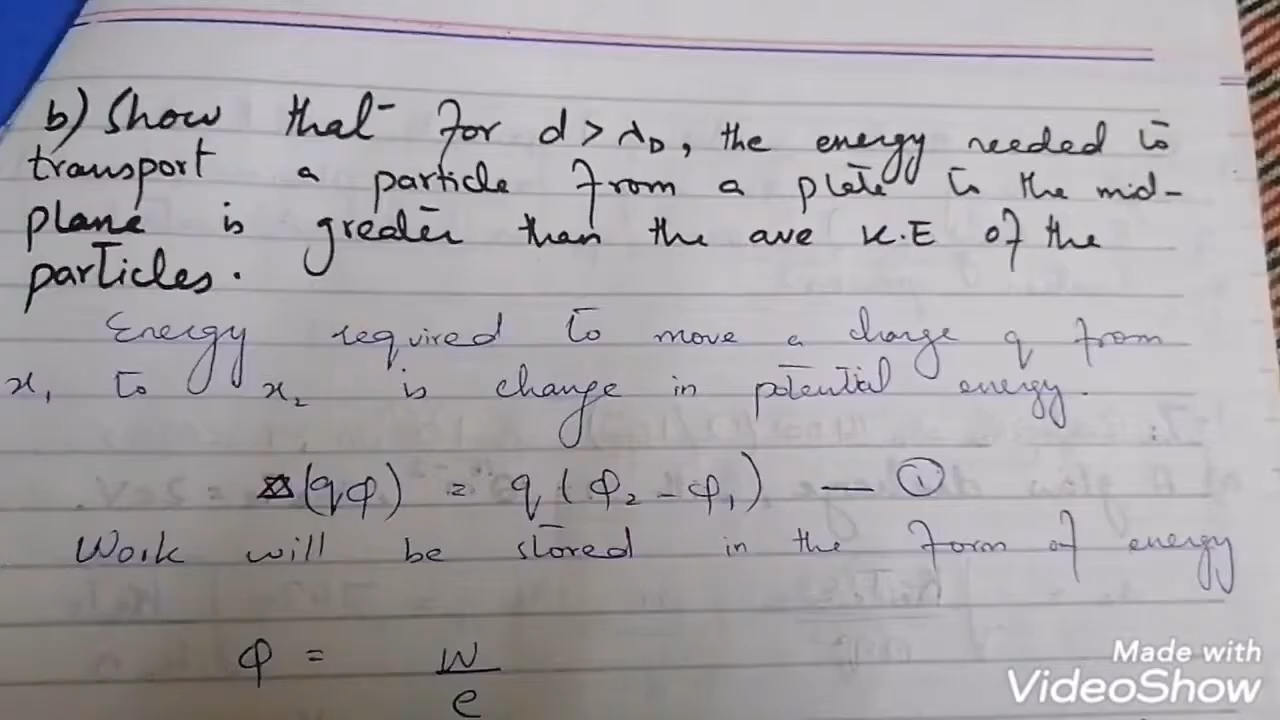 b) Show that for d > λD, the energy needed to
transport a particle from a plate to the mid-
plane is greater than the ave K.E of the
particles.
Energy required to move a charge q from
x₁ to x₂ is change in potential energy.
Δ(qφ) = q(φ₂ - φ₁) — ①
Work will be stored in the form of energy
φ = W/e
Made with
VideoShow